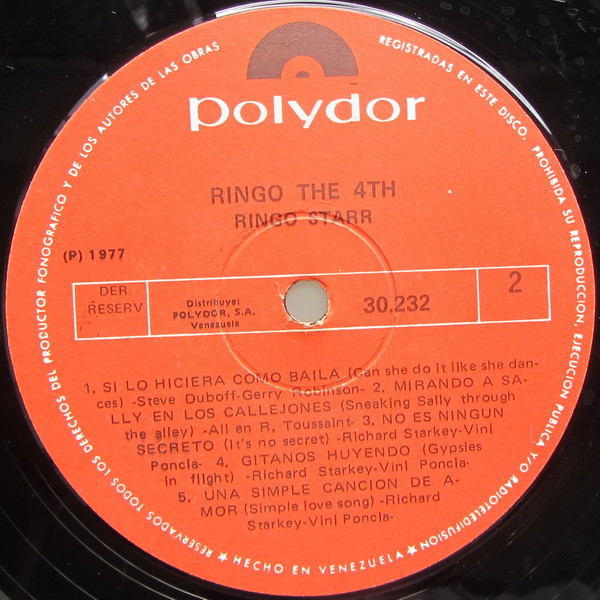 RESERVADOS TODOS LOS DERECHOS DEL PRODUCTOR FONOGRAFICO Y DE LOS AUTORES DE LAS OBRAS
REGISTRADAS EN ESTE DISCO. PROHIBIDA SU REPRODUCCION, EJECUCION PUBLICA Y/O RADIOTELEDIFUSION
polydor
RINGO THE 4TH
RINGO STARR
(P) 1977
DER.
RESERV
Distribuye:
POLYDOR, S.A.
Venezuela
30.232
2
1. SI LO HICIERA COMO BAILA (Can she do it like she dan-
ces) -Steve Duboff-Gerry Robinson- 2. MIRANDO A SA-
LLY EN LOS CALLEJONES (Sneaking Sally through
the alley) -All en R, Toussaint- 3. NO ES NINGUN
SECRETO (It's no secret) -Richard Starkey-Vini
Poncia- 4. GITANOS HUYENDO (Gypsies
in flight) -Richard Starkey-Vini Poncia-
5. UNA SIMPLE CANCION DE A-
MOR (Simple love song) -Richard
Starkey-Vini Poncia-
★ HECHO EN VENEZUELA ★